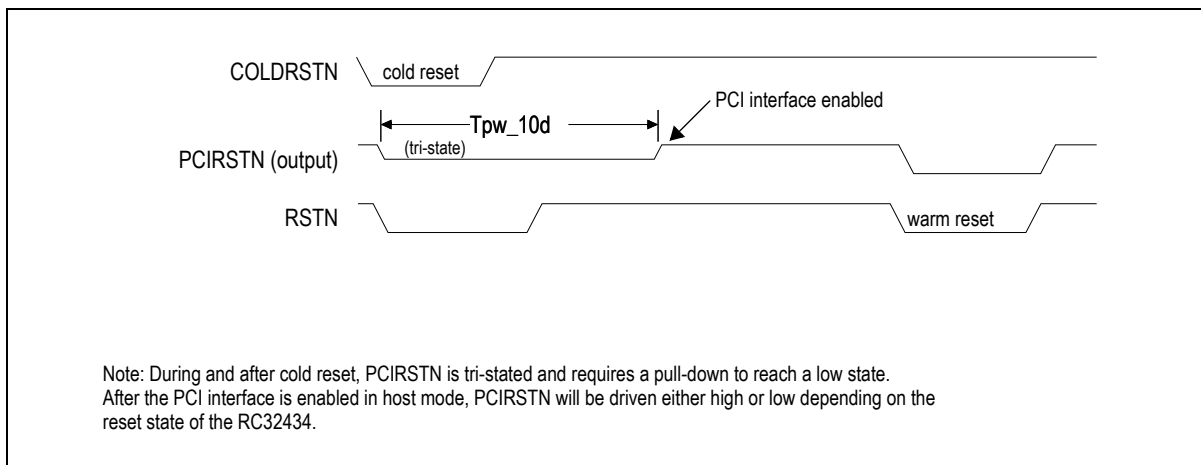 COLDRSTN
cold reset
PCI interface enabled
Tpw_10d
PCIRSTN (output)
(tri-state)
RSTN
warm reset
Note: During and after cold reset, PCIRSTN is tri-stated and requires a pull-down to reach a low state.
After the PCI interface is enabled in host mode, PCIRSTN will be driven either high or low depending on the
reset state of the RC32434.